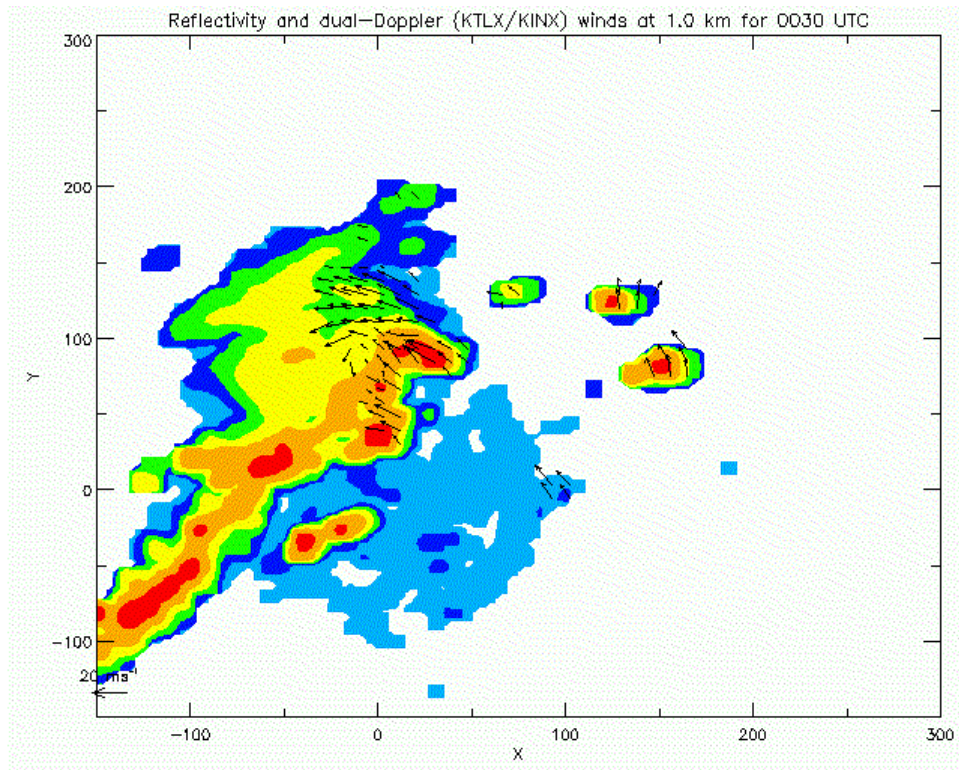 Reflectivity and dual-Doppler (KTLX/KINX) winds at 1.0 km for 0030 UTC
300
200
100
0
-100
Y
20 ms⁻¹
-100
0
100
200
300
X